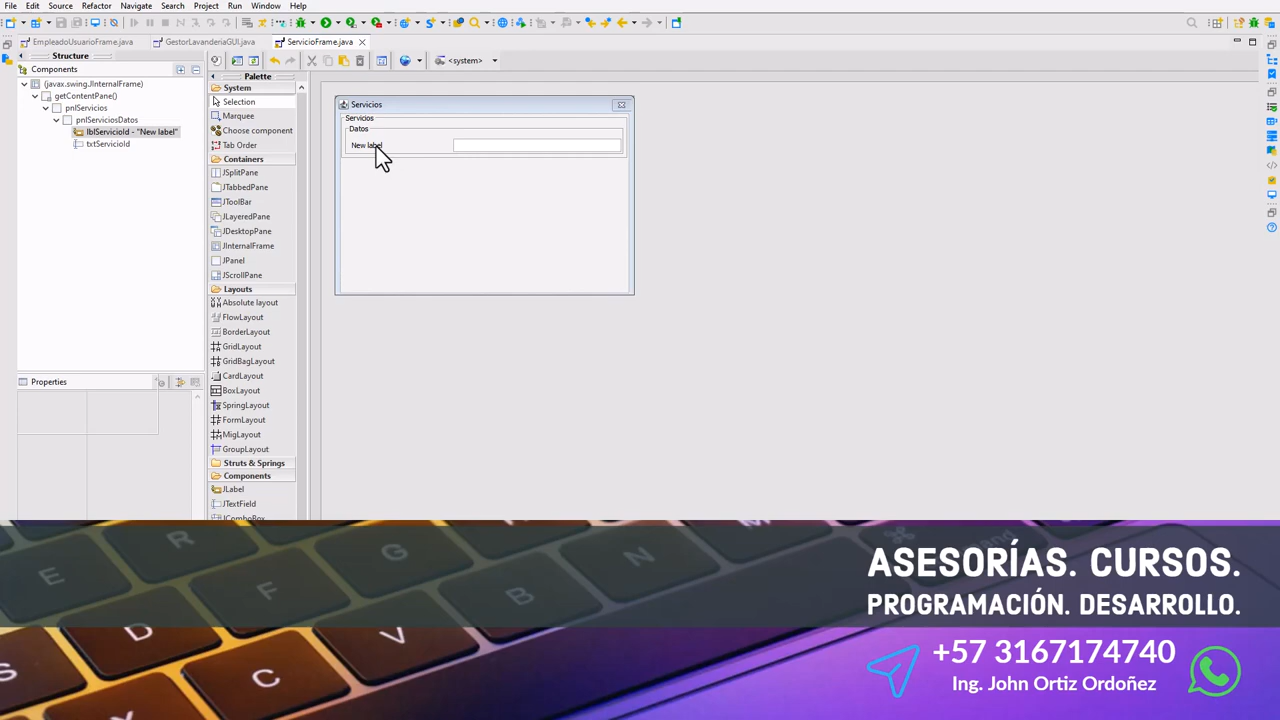 File Edit Source Refactor Navigate Search Project Run Window Help
EmpleadoUsuarioFrame.java GestorLavanderiaGUI.java ServicioFrame.java
Structure
Components
(javax.swing.JInternalFrame)
getContentPane()
pnlServicios
pnlServiciosDatos
lblServicioId - "New label"
txtServicioId
Properties
<system>
Palette
System
Selection
Marquee
Choose component
Tab Order
Containers
JSplitPane
JTabbedPane
JToolBar
JLayeredPane
JDesktopPane
JInternalFrame
JPanel
JScrollPane
Layouts
Absolute layout
FlowLayout
BorderLayout
GridLayout
GridBagLayout
CardLayout
BoxLayout
SpringLayout
FormLayout
MigLayout
GroupLayout
Struts & Springs
Components
JLabel
JTextField
JComboBox
Servicios
Servicios
Datos
New label
ASESORÍAS. CURSOS.
PROGRAMACIÓN. DESARROLLO.
+57 3167174740
Ing. John Ortiz Ordoñez